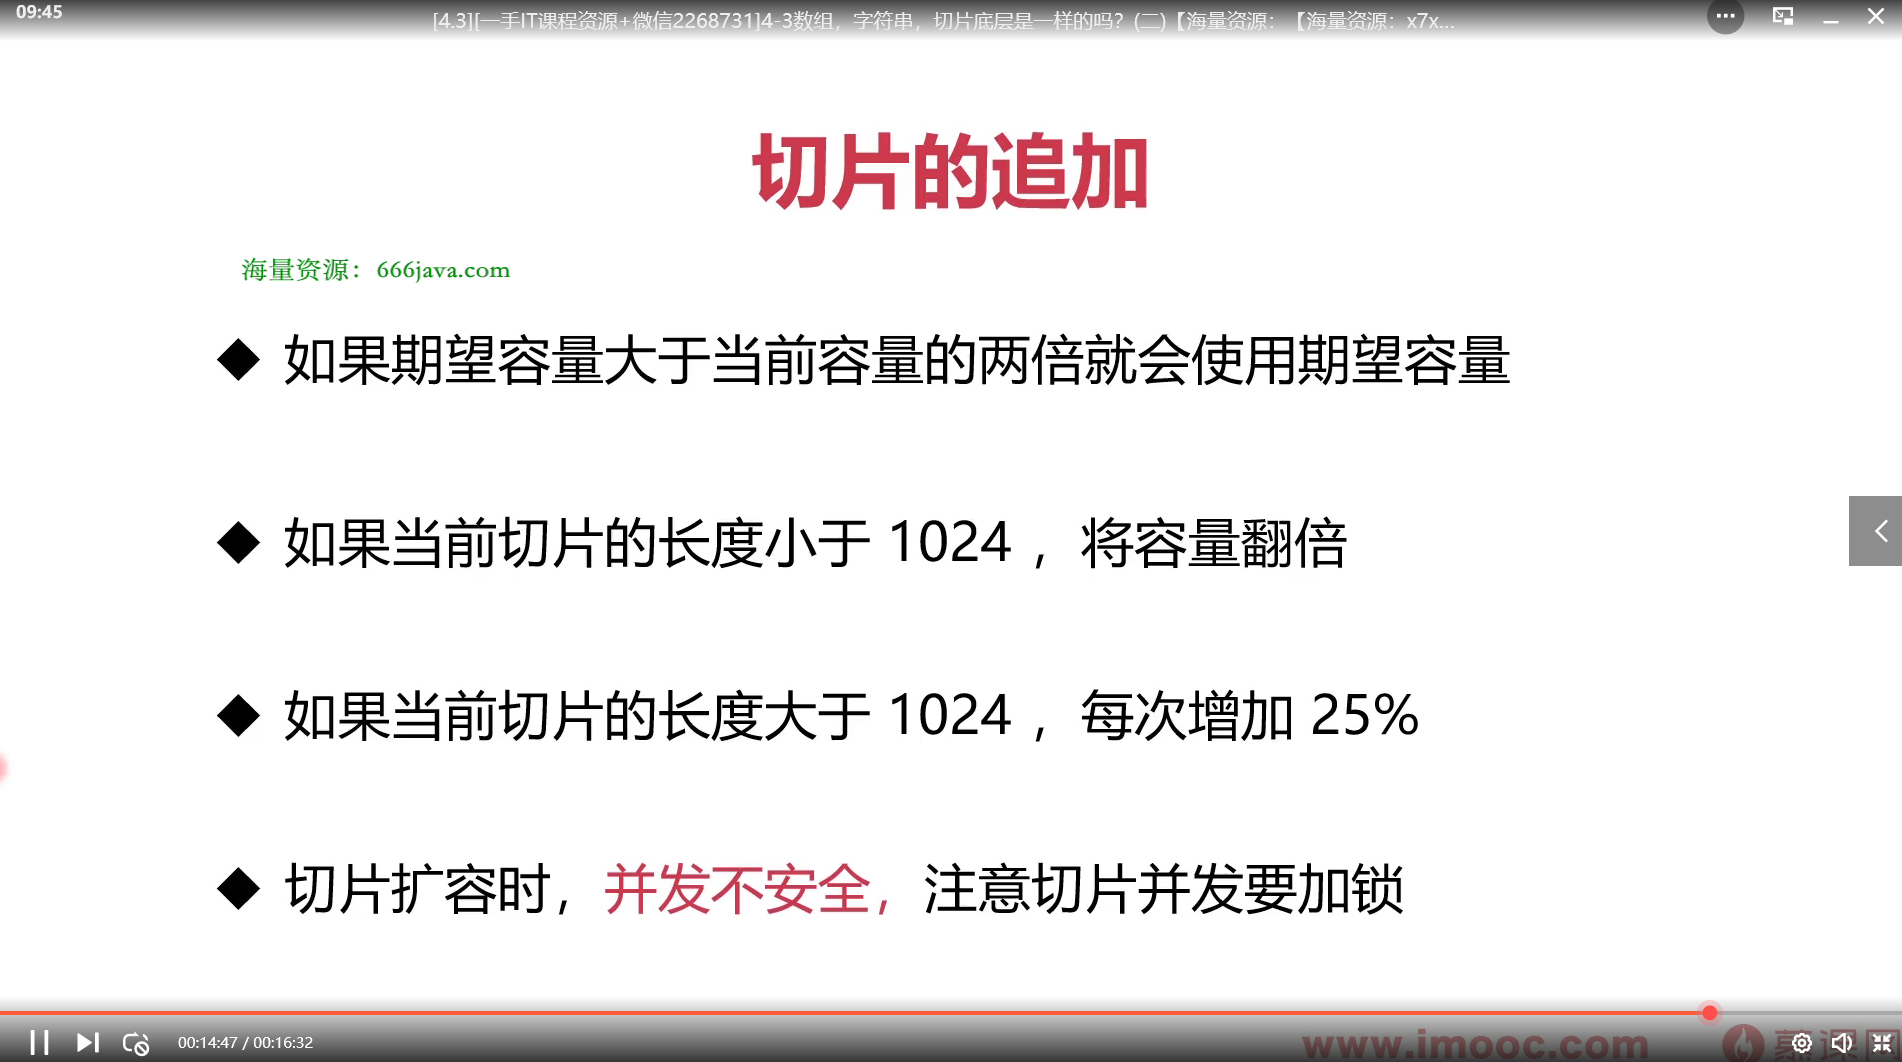 09:45
[4.3][一手IT课程资源+微信2268731]4-3数组，字符串，切片底层是一样的吗？(二)【海量资源：【海量资源：x7x...
切片的追加
海量资源：666java.com
◆ 如果期望容量大于当前容量的两倍就会使用期望容量
◆ 如果当前切片的长度小于 1024 ，将容量翻倍
◆ 如果当前切片的长度大于 1024 ，每次增加 25%
◆ 切片扩容时，并发不安全，注意切片并发要加锁
00:14:47 / 00:16:32
www.imooc.com 慕课网